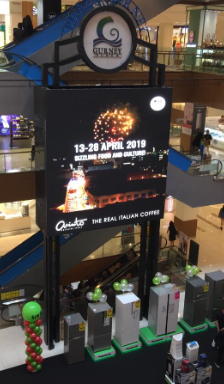 GURNEY
13-28 APRIL 2019
SIZZLING FOOD AND CULTURE!
THE REAL ITALIAN COFFEE